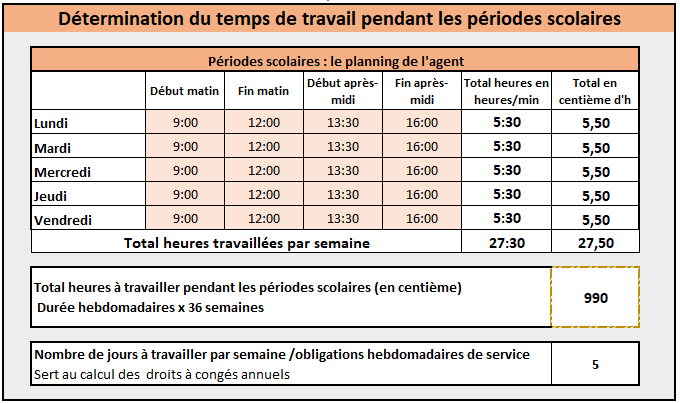 Détermination du temps de travail pendant les périodes scolaires
Périodes scolaires : le planning de l'agent
Début matin Fin matin Début après-midi Fin après-midi Total heures en heures/min Total en centième d'h
Lundi 9:00 12:00 13:30 16:00 5:30 5,50
Mardi 9:00 12:00 13:30 16:00 5:30 5,50
Mercredi 9:00 12:00 13:30 16:00 5:30 5,50
Jeudi 9:00 12:00 13:30 16:00 5:30 5,50
Vendredi 9:00 12:00 13:30 16:00 5:30 5,50
Total heures travaillées par semaine 27:30 27,50
Total heures à travailler pendant les périodes scolaires (en centième)
Durée hebdomadaires x 36 semaines
990
Nombre de jours à travailler par semaine /obligations hebdomadaires de service
Sert au calcul des droits à congés annuels
5